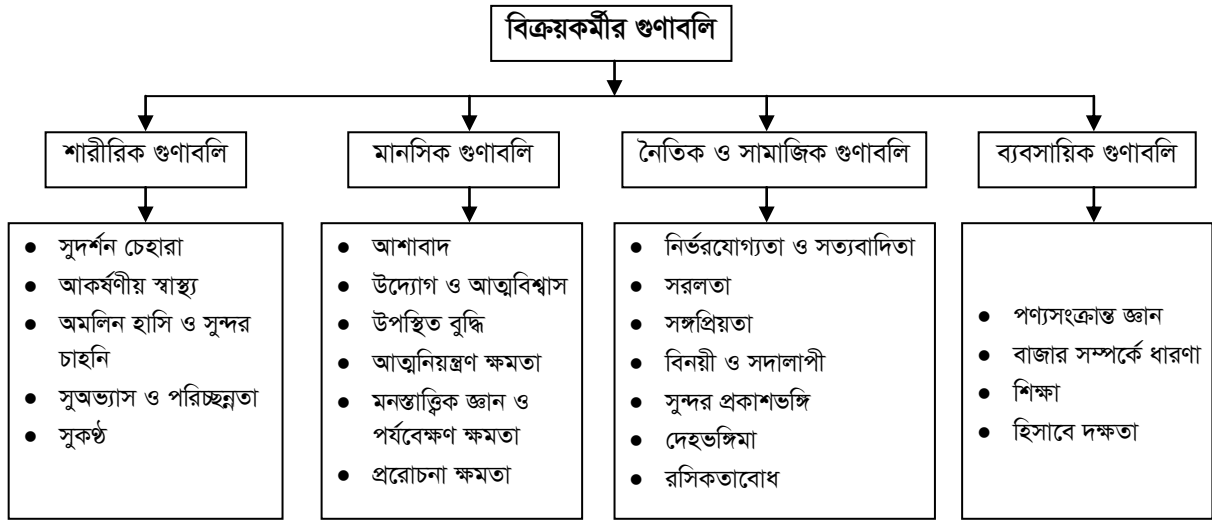 বিক্রয়কর্মীর গুণাবলি
শারীরিক গুণাবলি
মানসিক গুণাবলি
নৈতিক ও সামাজিক গুণাবলি
ব্যবসায়িক গুণাবলি
● সুদর্শন চেহারা
● আকর্ষণীয় স্বাস্থ্য
● অমলিন হাসি ও সুন্দর
চাহনি
● সুঅভ্যাস ও পরিচ্ছন্নতা
● সুকণ্ঠ
● আশাবাদ
● উদ্যোগ ও আত্মবিশ্বাস
● উপস্থিত বুদ্ধি
● আত্মনিয়ন্ত্রণ ক্ষমতা
● মনস্তাত্ত্বিক জ্ঞান ও
পর্যবেক্ষণ ক্ষমতা
● প্ররোচনা ক্ষমতা
● নির্ভরযোগ্যতা ও সত্যবাদিতা
● সরলতা
● সঙ্গপ্রিয়তা
● বিনয়ী ও সদালাপী
● সুন্দর প্রকাশভঙ্গি
● দেহভঙ্গিমা
● রসিকতাবোধ
● পণ্যসংক্রান্ত জ্ঞান
● বাজার সম্পর্কে ধারণা
● শিক্ষা
● হিসাবে দক্ষতা